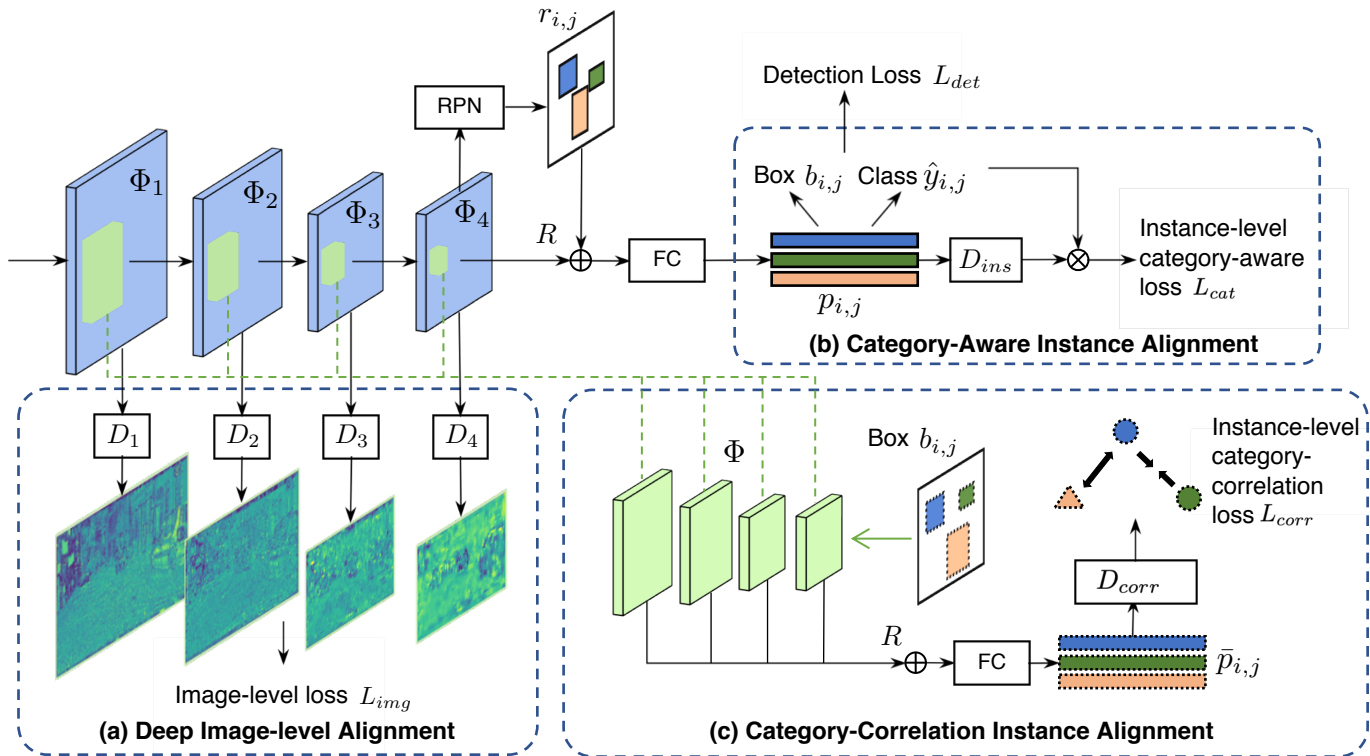 r_{i,j}
RPN
Detection Loss L_{det}
Φ_1
Φ_2
Φ_3
Φ_4
Box b_{i,j}
Class ŷ_{i,j}
R
FC
p_{i,j}
D_{ins}
Instance-level
category-aware
loss L_{cat}
(b) Category-Aware Instance Alignment
D_1
D_2
D_3
D_4
Image-level loss L_{img}
(a) Deep Image-level Alignment
Φ
Box b_{i,j}
Instance-level
category-
correlation
loss L_{corr}
D_{corr}
R
FC
p̄_{i,j}
(c) Category-Correlation Instance Alignment